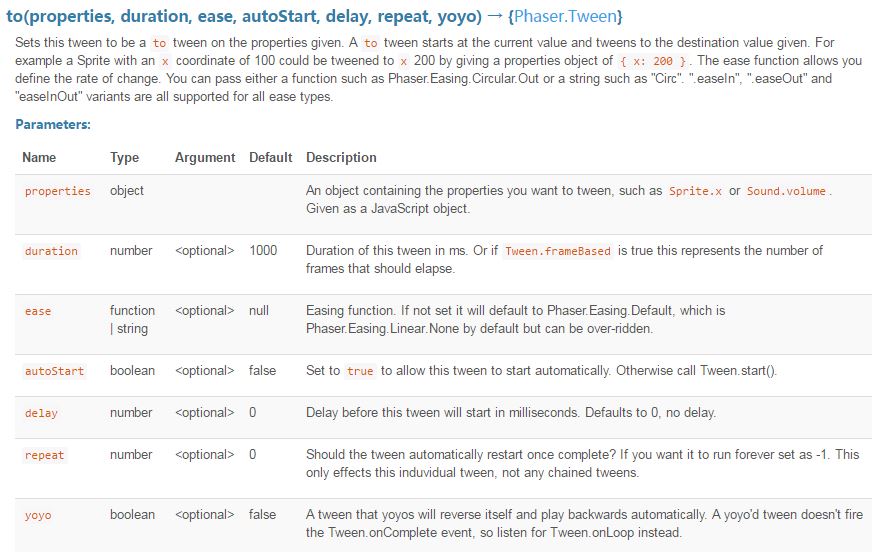 to(properties, duration, ease, autoStart, delay, repeat, yoyo) → {Phaser.Tween}
Sets this tween to be a to tween on the properties given. A to tween starts at the current value and tweens to the destination value given. For
example a Sprite with an x coordinate of 100 could be tweened to x 200 by giving a properties object of { x: 200 }. The ease function allows you
define the rate of change. You can pass either a function such as Phaser.Easing.Circular.Out or a string such as "Circ". ".easeIn", ".easeOut" and
"easeInOut" variants are all supported for all ease types.
Parameters:
Name Type Argument Default Description
properties object An object containing the properties you want to tween, such as Sprite.x or Sound.volume.
Given as a JavaScript object.
duration number <optional> 1000 Duration of this tween in ms. Or if Tween.frameBased is true this represents the number of
frames that should elapse.
ease function <optional> null Easing function. If not set it will default to Phaser.Easing.Default, which is
| string Phaser.Easing.Linear.None by default but can be over-ridden.
autoStart boolean <optional> false Set to true to allow this tween to start automatically. Otherwise call Tween.start().
delay number <optional> 0 Delay before this tween will start in milliseconds. Defaults to 0, no delay.
repeat number <optional> 0 Should the tween automatically restart once complete? If you want it to run forever set as -1. This
only effects this induvidual tween, not any chained tweens.
yoyo boolean <optional> false A tween that yoyos will reverse itself and play backwards automatically. A yoyo'd tween doesn't fire
the Tween.onComplete event, so listen for Tween.onLoop instead.